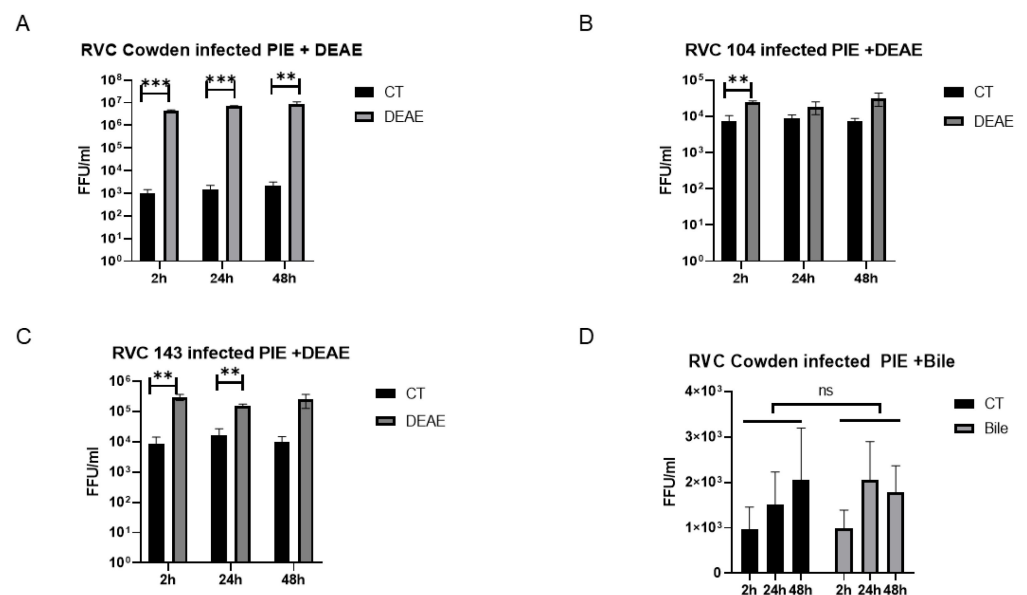 A
RVC Cowden infected PIE + DEAE
FFU/ml
10⁸
10⁷
10⁶
10⁵
10⁴
10³
10²
10¹
10⁰
***
***
**
2h
24h
48h
CT
DEAE
B
RVC 104 infected PIE +DEAE
FFU/ml
10⁵
10⁴
10³
10²
10¹
10⁰
**
2h
24h
48h
CT
DEAE
C
RVC 143 infected PIE +DEAE
FFU/ml
10⁶
10⁵
10⁴
10³
10²
10¹
10⁰
**
**
2h
24h
48h
CT
DEAE
D
RVC Cowden infected PIE +Bile
FFU/ml
4×10³
3×10³
2×10³
1×10³
0
ns
2h 24h 48h
2h 24h 48h
CT
Bile